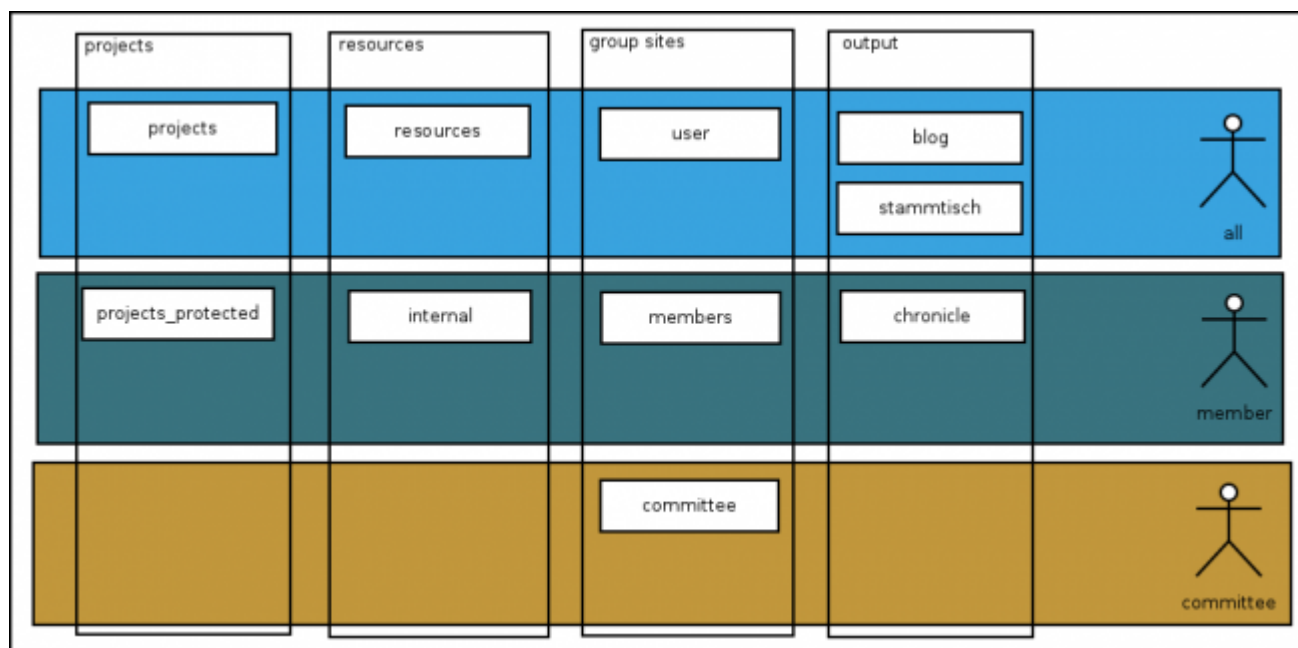 projects
resources
group sites
output
projects
resources
user
blog
stammtisch
all
projects_protected
internal
members
chronicle
member
committee
committee